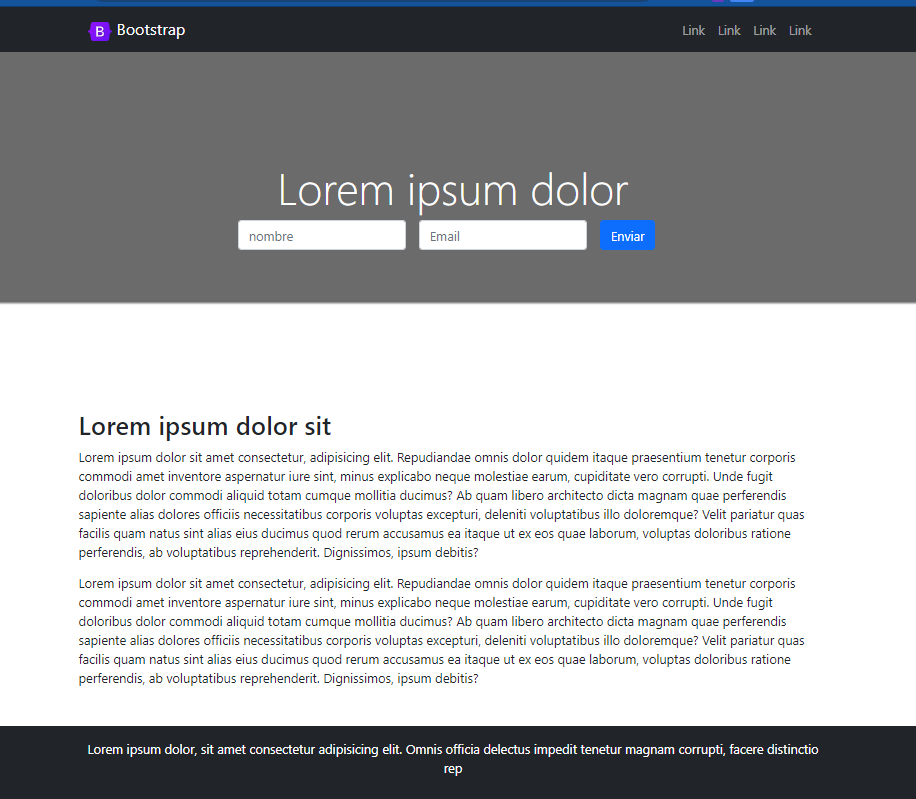 B Bootstrap Link Link Link Link
Lorem ipsum dolor
nombre Email Enviar
Lorem ipsum dolor sit
Lorem ipsum dolor sit amet consectetur, adipisicing elit. Repudiandae omnis dolor quidem itaque praesentium tenetur corporis
commodi amet inventore aspernatur iure sint, minus explicabo neque molestiae earum, cupiditate vero corrupti. Unde fugit
doloribus dolor commodi aliquid totam cumque mollitia ducimus? Ab quam libero architecto dicta magnam quae perferendis
sapiente alias dolores officiis necessitatibus corporis voluptas excepturi, deleniti voluptatibus illo doloremque? Velit pariatur quas
facilis quam natus sint alias eius ducimus quod rerum accusamus ea itaque ut ex eos quae laborum, voluptas doloribus ratione
perferendis, ab voluptatibus reprehenderit. Dignissimos, ipsum debitis?
Lorem ipsum dolor sit amet consectetur, adipisicing elit. Repudiandae omnis dolor quidem itaque praesentium tenetur corporis
commodi amet inventore aspernatur iure sint, minus explicabo neque molestiae earum, cupiditate vero corrupti. Unde fugit
doloribus dolor commodi aliquid totam cumque mollitia ducimus? Ab quam libero architecto dicta magnam quae perferendis
sapiente alias dolores officiis necessitatibus corporis voluptas excepturi, deleniti voluptatibus illo doloremque? Velit pariatur quas
facilis quam natus sint alias eius ducimus quod rerum accusamus ea itaque ut ex eos quae laborum, voluptas doloribus ratione
perferendis, ab voluptatibus reprehenderit. Dignissimos, ipsum debitis?
Lorem ipsum dolor, sit amet consectetur adipisicing elit. Omnis officia delectus impedit tenetur magnam corrupti, facere distinctio
rep